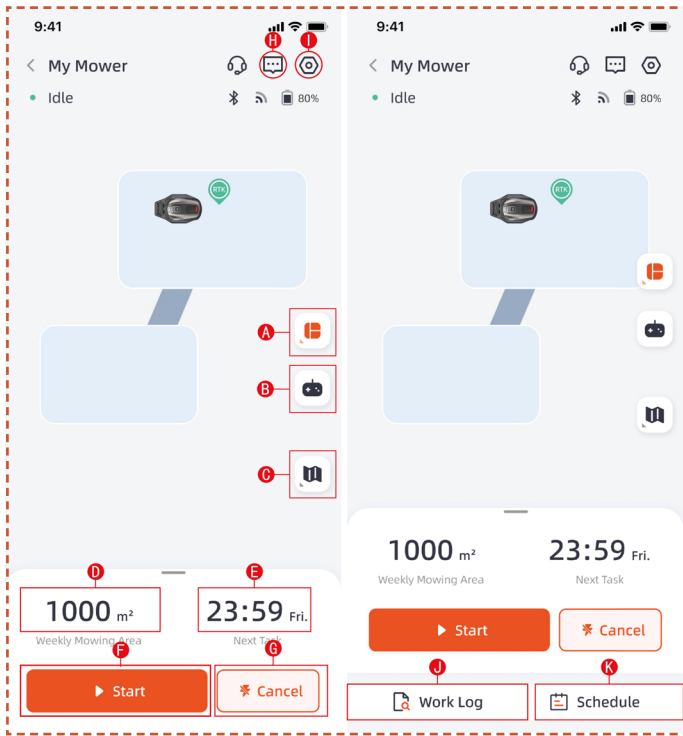 9:41
H
I
My Mower
Idle
80%
RTK
A
B
C
D
E
1000 m²
23:59 Fri.
Weekly Mowing Area
Next Task
F
G
Start
Cancel
9:41
My Mower
Idle
80%
RTK
1000 m²
23:59 Fri.
Weekly Mowing Area
Next Task
Start
Cancel
J
K
Work Log
Schedule